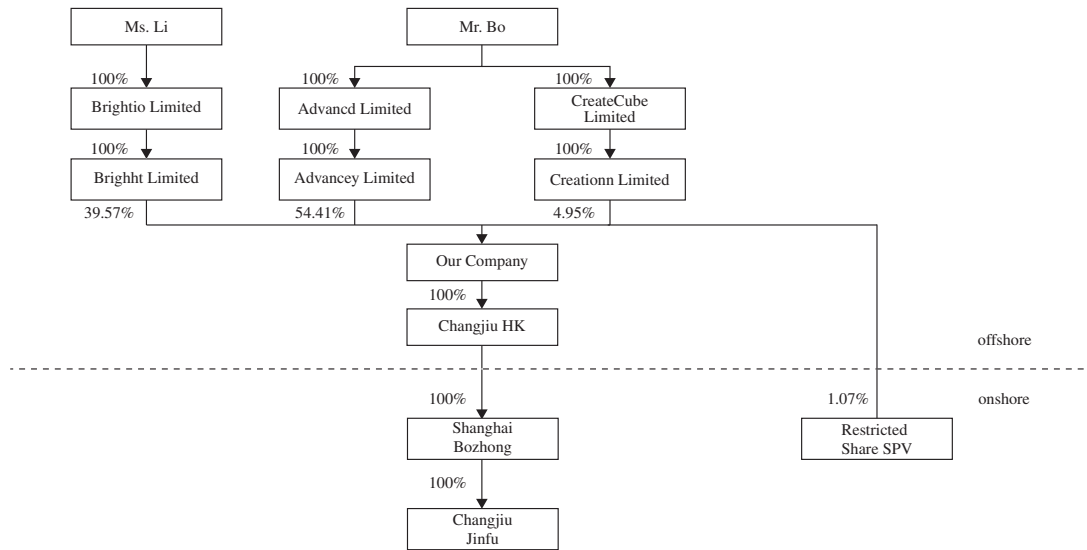 Ms. Li
Mr. Bo
100%
100%
100%
Brightio Limited
Advancd Limited
CreateCube
Limited
100%
100%
100%
Brighht Limited
Advancey Limited
Creationn Limited
39.57%
54.41%
4.95%
Our Company
100%
Changjiu HK
offshore
100%
1.07%
onshore
Shanghai
Bozhong
Restricted
Share SPV
100%
Changjiu
Jinfu